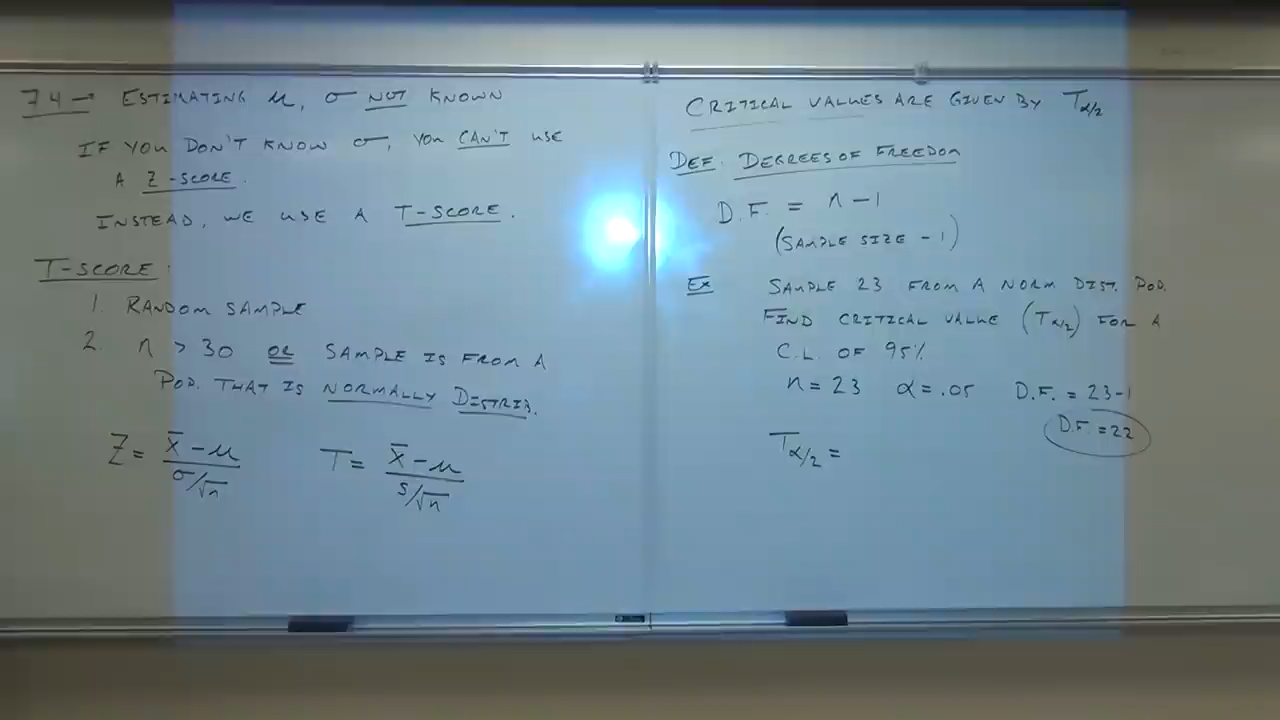 7.4 → ESTIMATING μ, σ NOT KNOWN
IF YOU DON'T KNOW σ, YOU CAN'T USE
A Z-SCORE.
INSTEAD, WE USE A T-SCORE.
T-SCORE:
1. RANDOM SAMPLE
2. n > 30 OR SAMPLE IS FROM A
POP. THAT IS NORMALLY DISTRIB.
Z = (x̄ - μ) / (σ/√n) T = (x̄ - μ) / (s/√n)
CRITICAL VALUES ARE GIVEN BY T α/2
DEF. DEGREES OF FREEDOM
D.F. = n - 1
(SAMPLE SIZE - 1)
EX SAMPLE 23 FROM A NORM. DIST. POP.
FIND CRITICAL VALUE (T α/2) FOR A
C.L. OF 95%
n = 23 α = .05 D.F. = 23-1
D.F. = 22
T α/2 =